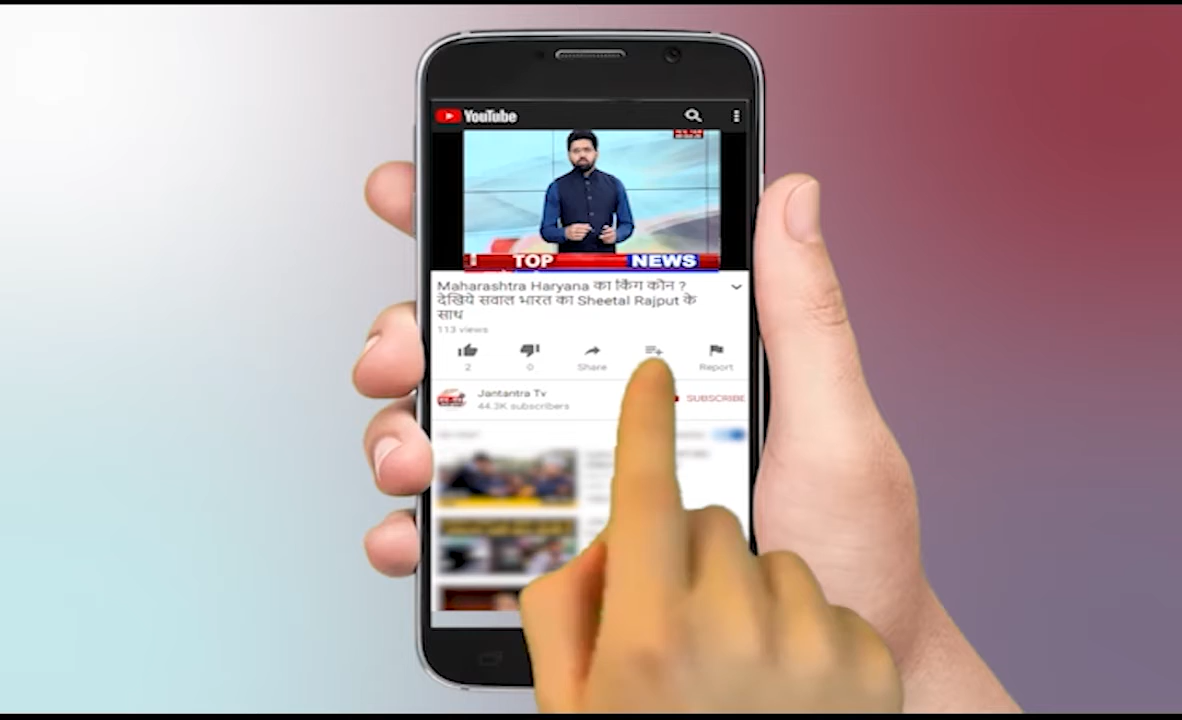 YouTube
TOP NEWS
Maharashtra Haryana का किंग कौन ?
देखिये सवाल भारत का Sheetal Rajput के
साथ
113 views
2 0 Share Report
Jantantra Tv SUBSCRIBE
44.3K subscribers